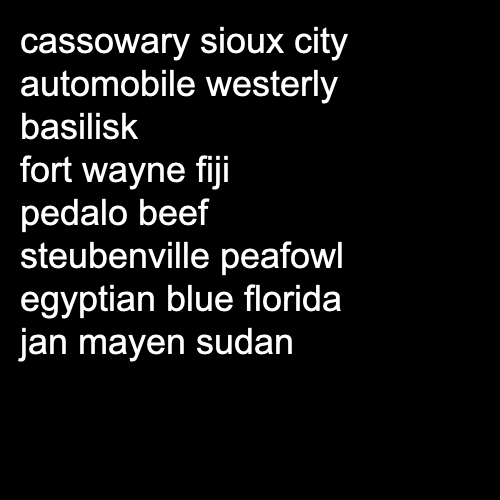 cassowary sioux city
automobile westerly
basilisk
fort wayne fiji
pedalo beef
steubenville peafowl
egyptian blue florida
jan mayen sudan